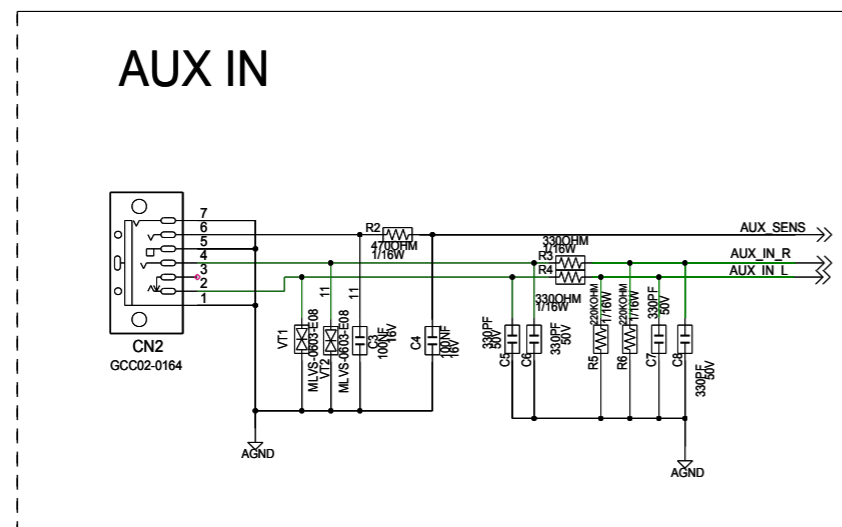 AUX IN
7
6
5
4
3
2
1
CN2
GCC02-0164
R2
470OHM
1/16W
AUX_SENS
330OHM
1/16W
R3
AUX_IN_R
R4
AUX IN L
330OHM
1/16W
VT1
MLVS-0603-E08
11
VT2
MLVS-0603-E08
11
C3
100NF
16V
C4
100NF
16V
330PF
50V
C5
C6
330PF
50V
220KOHM
1/16W
R5
220KOHM
1/16W
R6
330PF
50V
C7
C8
330PF
50V
AGND
AGND